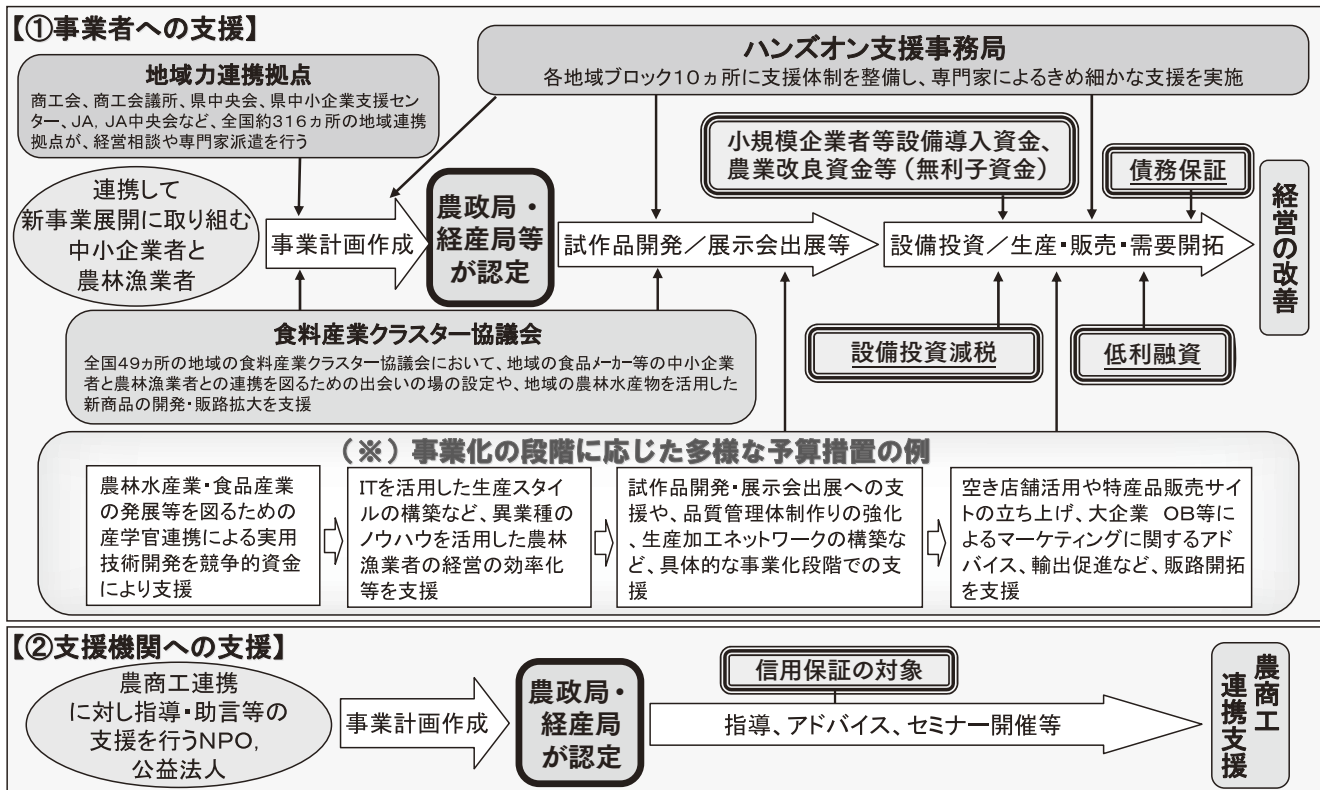 【①事業者への支援】
地域力連携拠点
商工会、商工会議所、県中央会、県中小企業支援セン
ター、JA, JA中央会など、全国約316ヵ所の地域連携
拠点が、経営相談や専門家派遣を行う
ハンズオン支援事務局
各地域ブロック10ヵ所に支援体制を整備し、専門家によるきめ細かな支援を実施
連携して
新事業展開に取り組む
中小企業者と
農林漁業者
事業計画作成
農政局・
経産局等
が認定
試作品開発／展示会出展等
小規模企業者等設備導入資金、
農業改良資金等（無利子資金）
債務保証
設備投資／生産・販売・需要開拓
経営の改善
食料産業クラスター協議会
全国49ヵ所の地域の食料産業クラスター協議会において、地域の食品メーカー等の中小企業
者と農林漁業者との連携を図るための出会いの場の設定や、地域の農林水産物を活用した
新商品の開発・販路拡大を支援
設備投資減税
低利融資
（※）事業化の段階に応じた多様な予算措置の例
農林水産業・食品産業
の発展等を図るための
産学官連携による実用
技術開発を競争的資金
により支援
ITを活用した生産スタイ
ルの構築など、異業種の
ノウハウを活用した農林
漁業者の経営の効率化
等を支援
試作品開発・展示会出展への支
援や、品質管理体制作りの強化
、生産加工ネットワークの構築な
ど、具体的な事業化段階での支
援
空き店舗活用や特産品販売サイ
トの立ち上げ、大企業 OB等に
よるマーケティングに関するアド
バイス、輸出促進など、販路開拓
を支援
【②支援機関への支援】
農商工連携
に対し指導・助言等の
支援を行うNPO,
公益法人
事業計画作成
農政局・
経産局
が認定
信用保証の対象
指導、アドバイス、セミナー開催等
農商工
連携支援